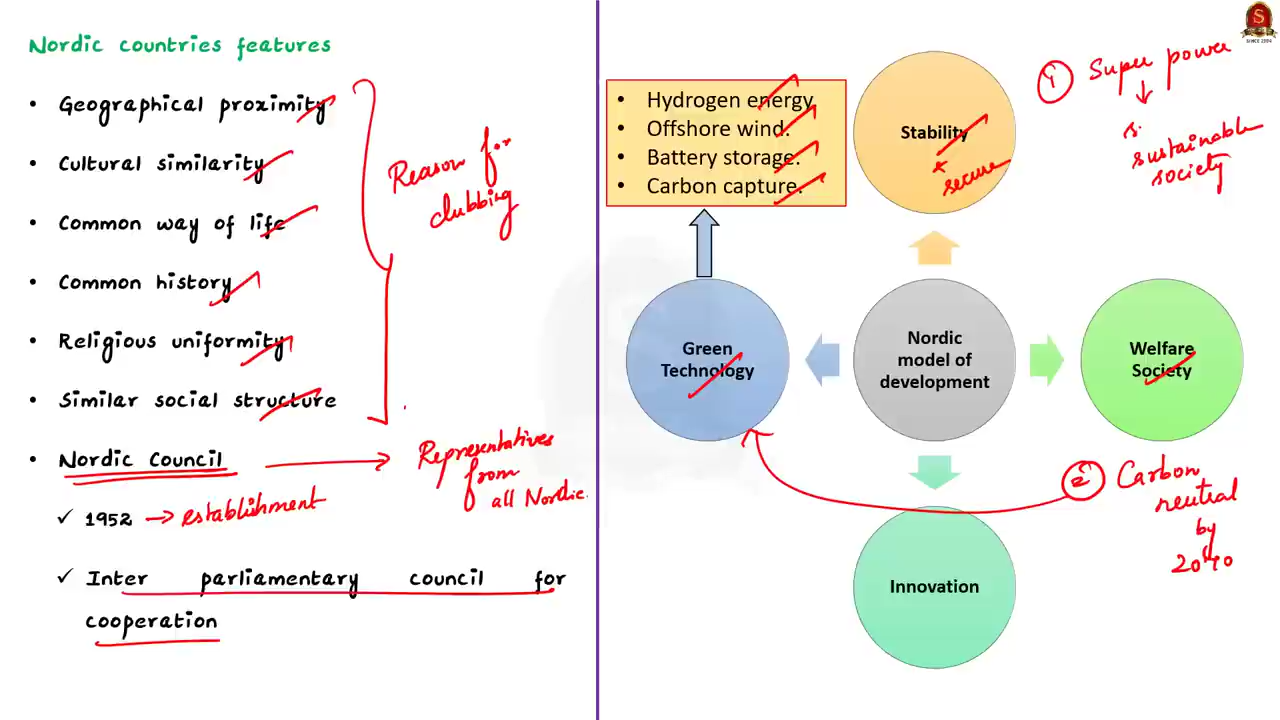 Nordic countries features
• Geographical proximity
• Cultural similarity
• Common way of life
• Common history
• Religious uniformity
• Similar social structure
Reason for
clubbing
• Nordic Council
Representatives
from
all Nordic.
✓ 1952 → establishment
✓ Inter parliamentary council for
cooperation
• Hydrogen energy
• Offshore wind.
• Battery storage.
• Carbon capture.
Stability
* secure
① Super power
↓
sustainable
society
Green
Technology
Nordic
model of
development
Welfare
Society
② Carbon
neutral
by
2040
Innovation
S
SINCE 2004